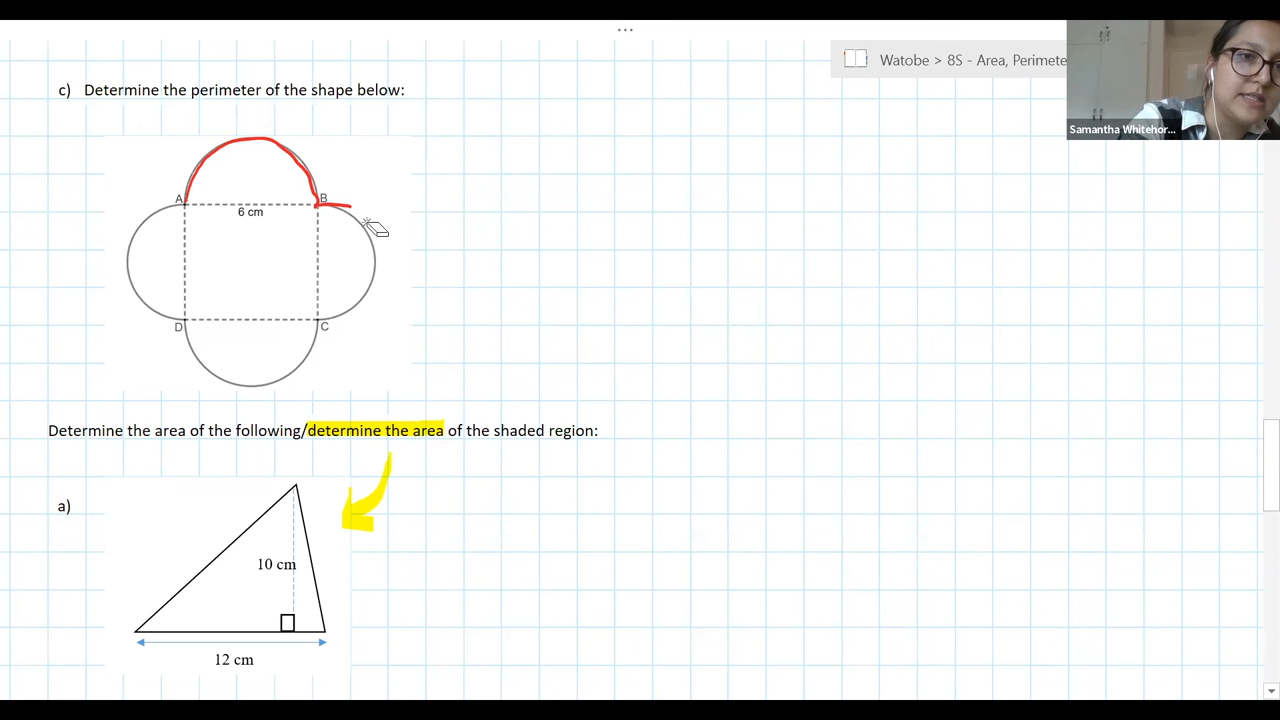 Watobe > 8S - Area, Perimete
Samantha Whitehor...
c) Determine the perimeter of the shape below:
A
B
6 cm
D
C
Determine the area of the following/determine the area of the shaded region:
a)
10 cm
12 cm